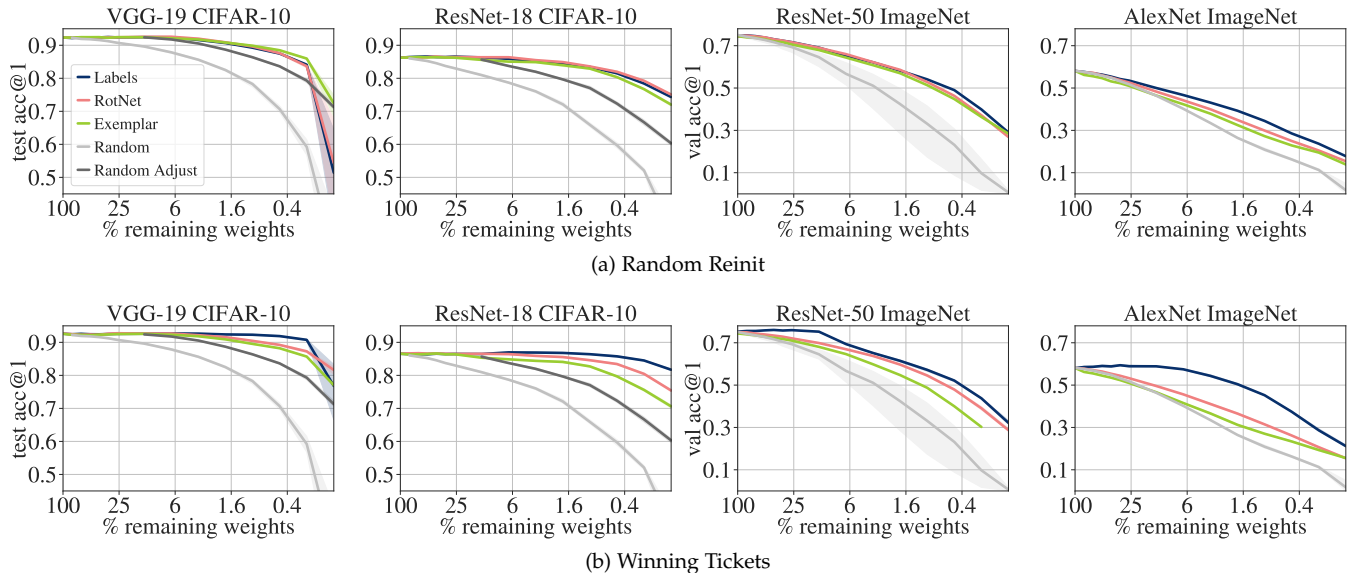 VGG-19 CIFAR-10 ResNet-18 CIFAR-10 ResNet-50 ImageNet AlexNet ImageNet
test acc@1
0.9
0.8
0.7
0.6
0.5
Labels
RotNet
Exemplar
Random
Random Adjust
0.9
0.8
0.7
0.6
0.5
val acc@1
0.7
0.5
0.3
0.1
0.7
0.5
0.3
0.1
100 25 6 1.6 0.4 100 25 6 1.6 0.4 100 25 6 1.6 0.4 100 25 6 1.6 0.4
% remaining weights % remaining weights % remaining weights % remaining weights
(a) Random Reinit
VGG-19 CIFAR-10 ResNet-18 CIFAR-10 ResNet-50 ImageNet AlexNet ImageNet
test acc@1
0.9
0.8
0.7
0.6
0.5
0.9
0.8
0.7
0.6
0.5
val acc@1
0.7
0.5
0.3
0.1
0.7
0.5
0.3
0.1
100 25 6 1.6 0.4 100 25 6 1.6 0.4 100 25 6 1.6 0.4 100 25 6 1.6 0.4
% remaining weights % remaining weights % remaining weights % remaining weights
(b) Winning Tickets